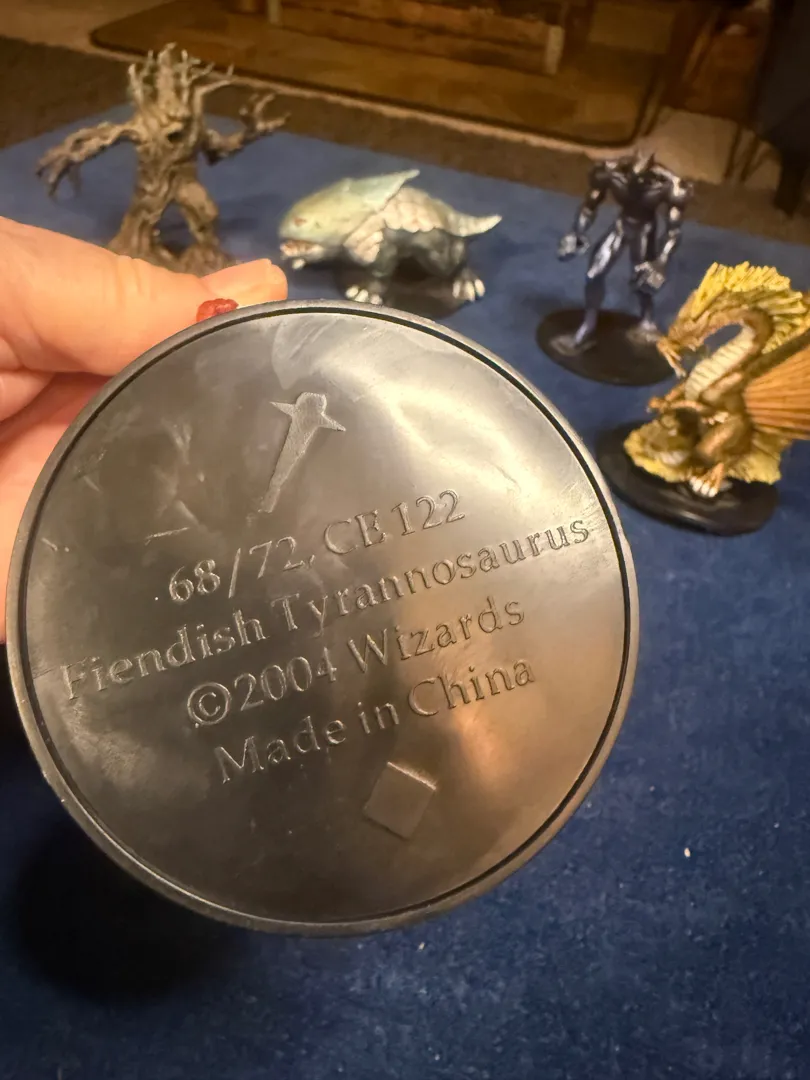 68/72, CE 122
Fiendish Tyrannosaurus
©2004 Wizards
Made in China